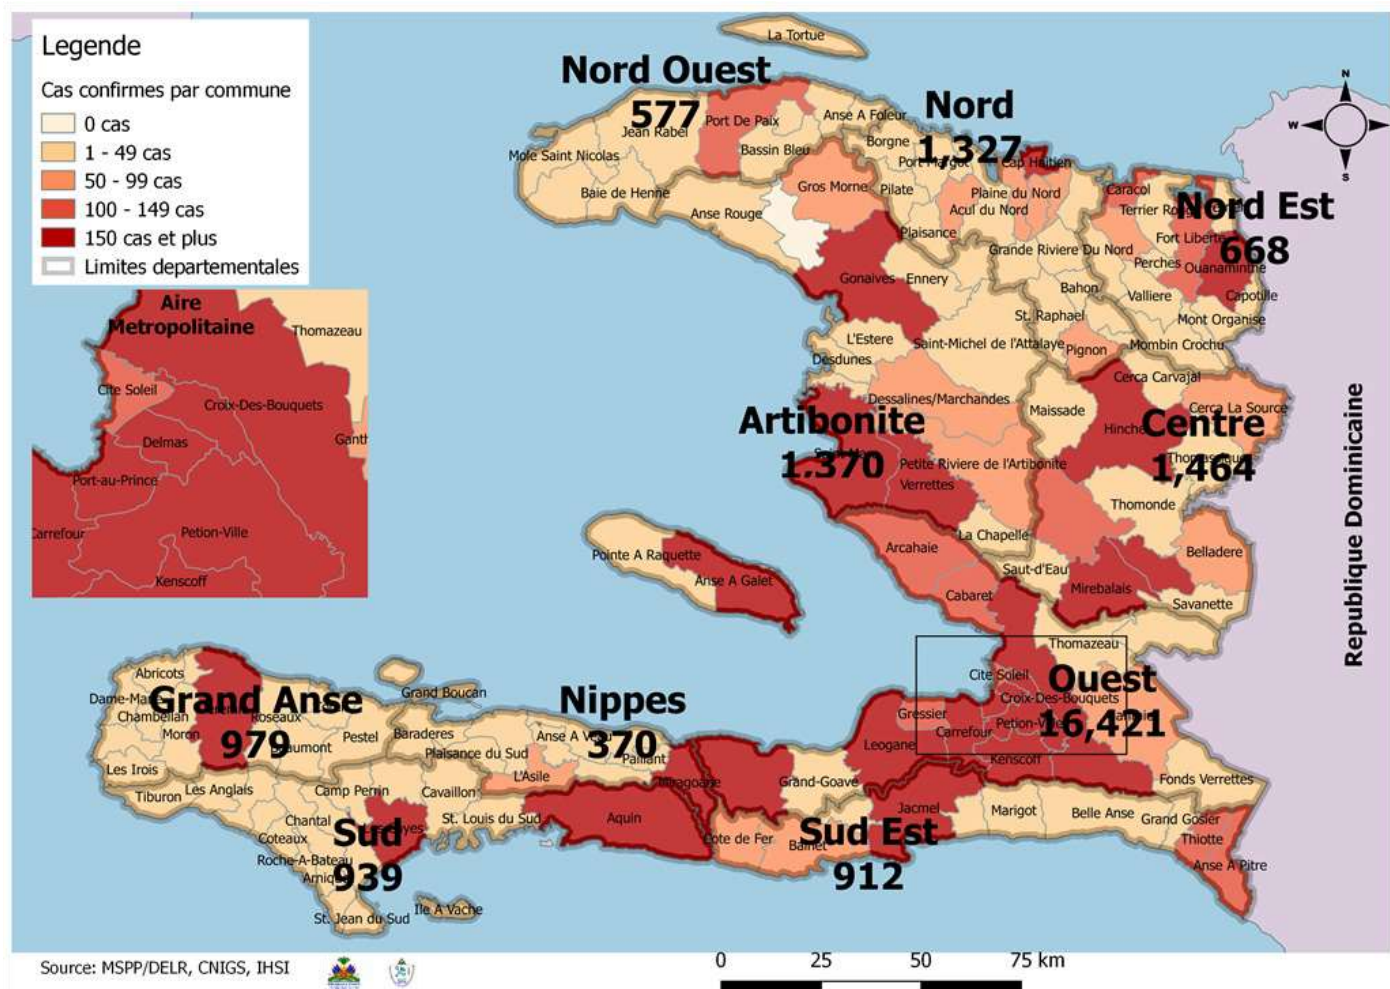 Legende
Cas confirmes par commune
0 cas
1 - 49 cas
50 - 99 cas
100 - 149 cas
150 cas et plus
Limites departementales
Aire
Metropolitaine
Thomazeau
Cite Soleil
Croix-Des-Bouquets
Delmas
Port-au-Prince
Carrefour
Petion-Ville
Kenscoff
La Tortue
Nord Ouest
577
Port De Paix
Jean Rabel
Anse A Foleur
Bassin Bleu
Mole Saint Nicolas
Baie de Henne
Anse Rouge
Gros Morne
Nord
1,327
Borgne
Port Margot
Cap Haitien
Pilate
Plaine du Nord
Acul du Nord
Plaisance
Grande Riviere Du Nord
Bahon
St. Raphael
Pignon
N
W
E
S
Nord Est
668
Caracol
Terrier Rouge
Fort Liberte
Perches
Ouanaminthe
Capotille
Valliere
Mont Organise
Mombin Crochu
Gonaives
Ennery
L'Estere
Saint-Michel de l'Attalaye
Desdunes
Dessalines/Marchandes
Artibonite
1,370
Petite Riviere de l'Artibonite
Verrettes
La Chapelle
Cerca Carvajal
Maissade
Cerca La Source
Hinche
Centre
1,464
Thomonde
Belladere
Saut-d'Eau
Mirebalais
Savanette
Republique Dominicaine
Arcahaie
Cabaret
Pointe A Raquette
Anse A Galet
Thomazeau
Cite Soleil
Ouest
16,421
Croix-Des-Bouquets
Gressier
Carrefour
Petion-Ville
Leogane
Kenscoff
Grand-Goave
Fonds Verrettes
Abricots
Grand Anse
979
Chambellan
Moron
Roseaux
Beaumont
Pestel
Les Irois
Nippes
370
Grand Boucan
Baraderes
Anse A Veau
Plaisance du Sud
Paillant
L'Asile
Miragoane
Tiburon
Les Anglais
Camp Perrin
Cavaillon
Chantal
St. Louis du Sud
Aquin
Coteaux
Sud
939
Roche-A-Bateau
St. Jean du Sud
Ile A Vache
Jacmel
Marigot
Belle Anse
Grand Gosier
Cote de Fer
Bainet
Sud Est
912
Thiotte
Anse A Pitre
Source: MSPP/DELR, CNIGS, IHSI
0 25 50 75 km